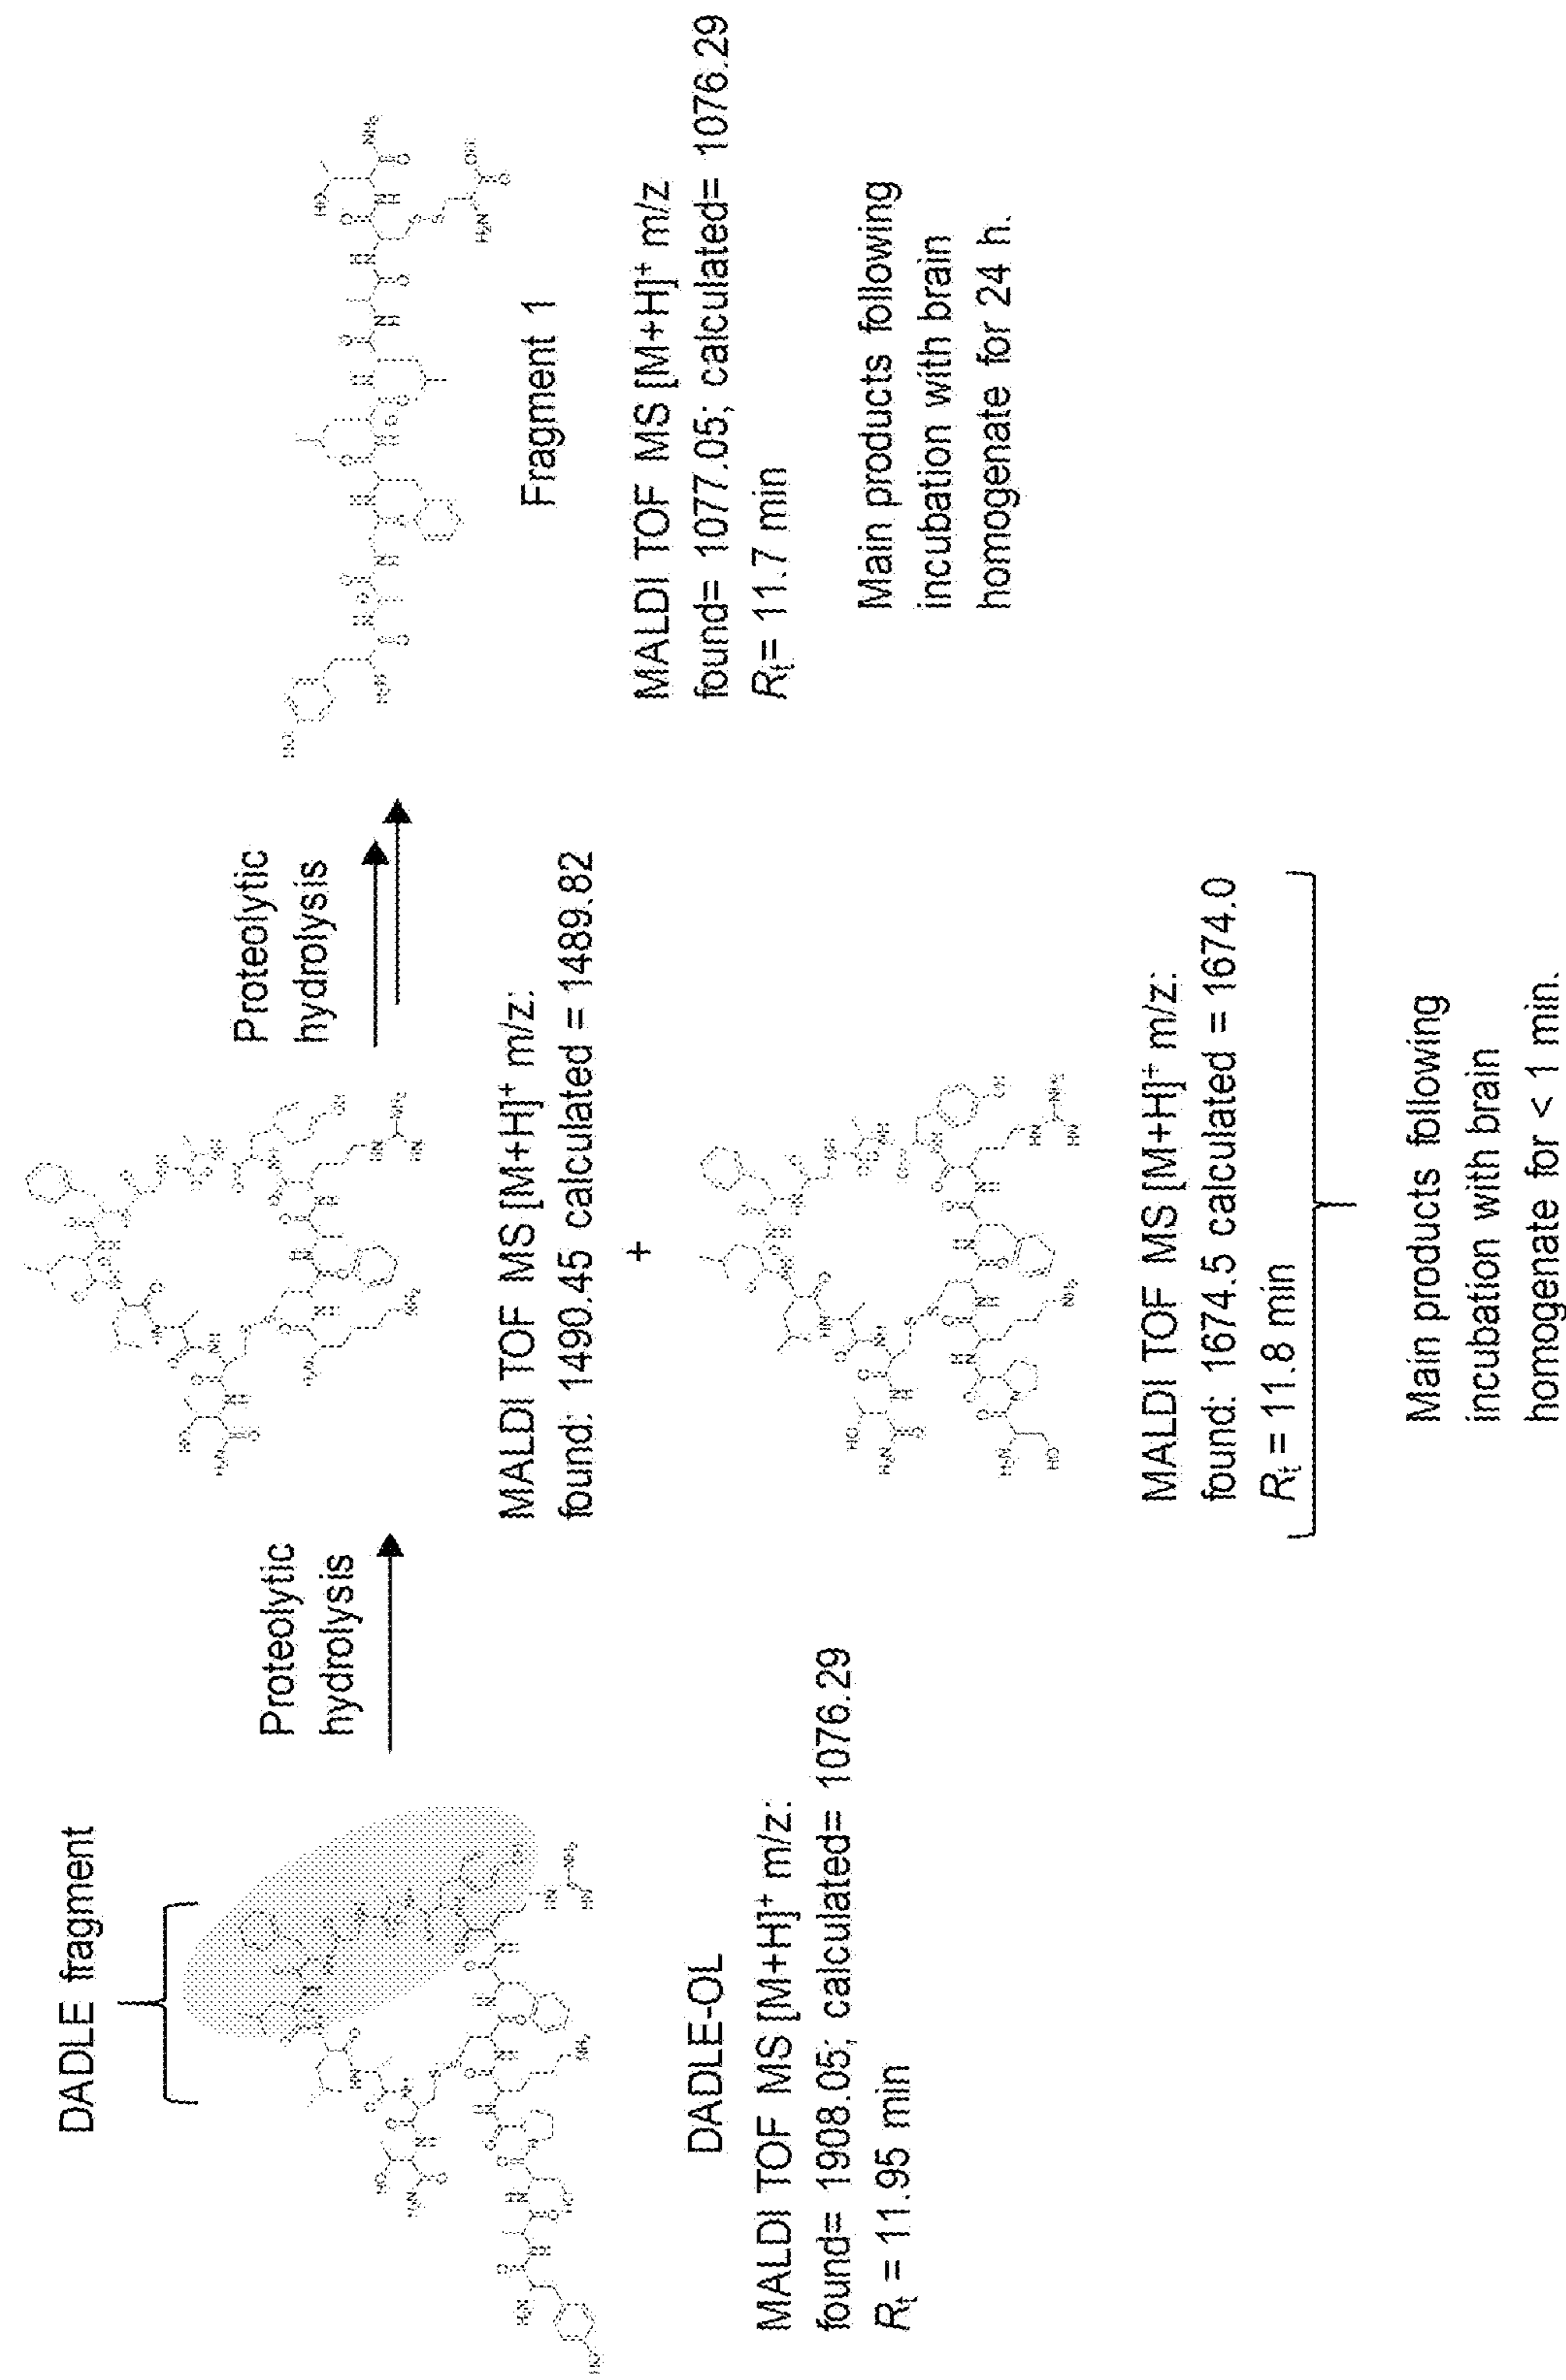 DADLE fragment
DADLE-OL
MALDI TOF MS [M+H]⁺ m/z:
found= 1908.05; calculated= 1076.29
Rₜ = 11.95 min
Proteolytic
hydrolysis
MALDI TOF MS [M+H]⁺ m/z:
found: 1490.45 calculated = 1489.82
+
MALDI TOF MS [M+H]⁺ m/z:
found: 1674.5 calculated = 1674.0
Rₜ = 11.8 min
Main products following
incubation with brain
homogenate for < 1 min.
Proteolytic
hydrolysis
Fragment 1
MALDI TOF MS [M+H]⁺ m/z
found= 1077.05; calculated= 1076.29
Rₜ= 11.7 min
Main products following
incubation with brain
homogenate for 24 h.